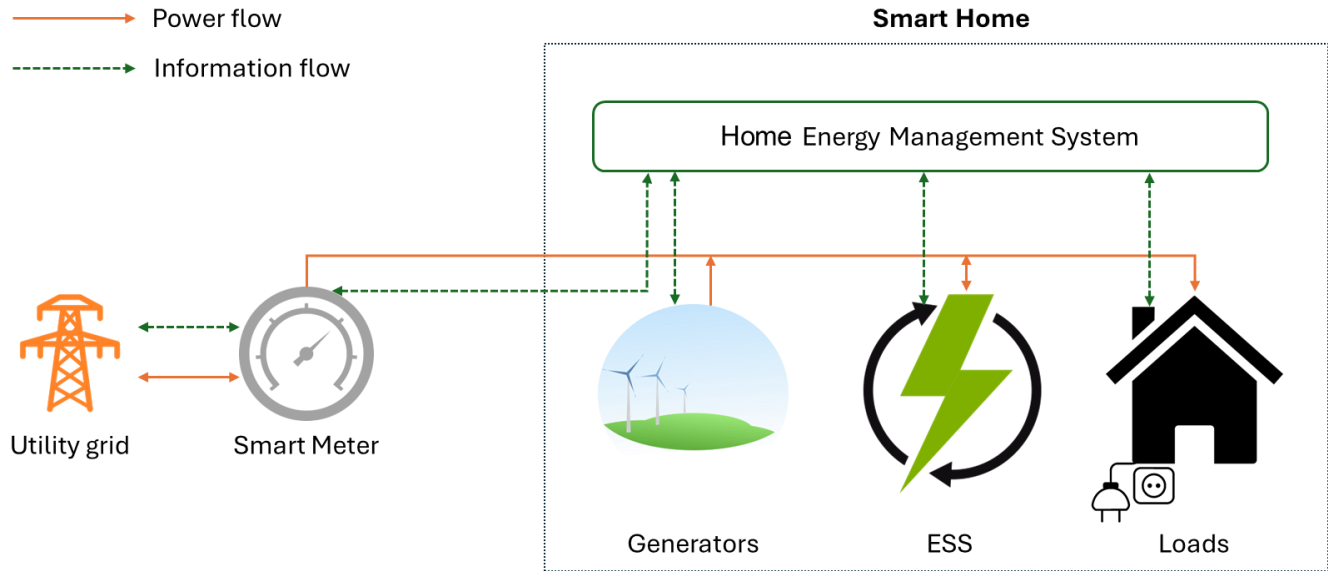 Power flow
Smart Home
Information flow
Home Energy Management System
Utility grid
Smart Meter
Generators
ESS
Loads